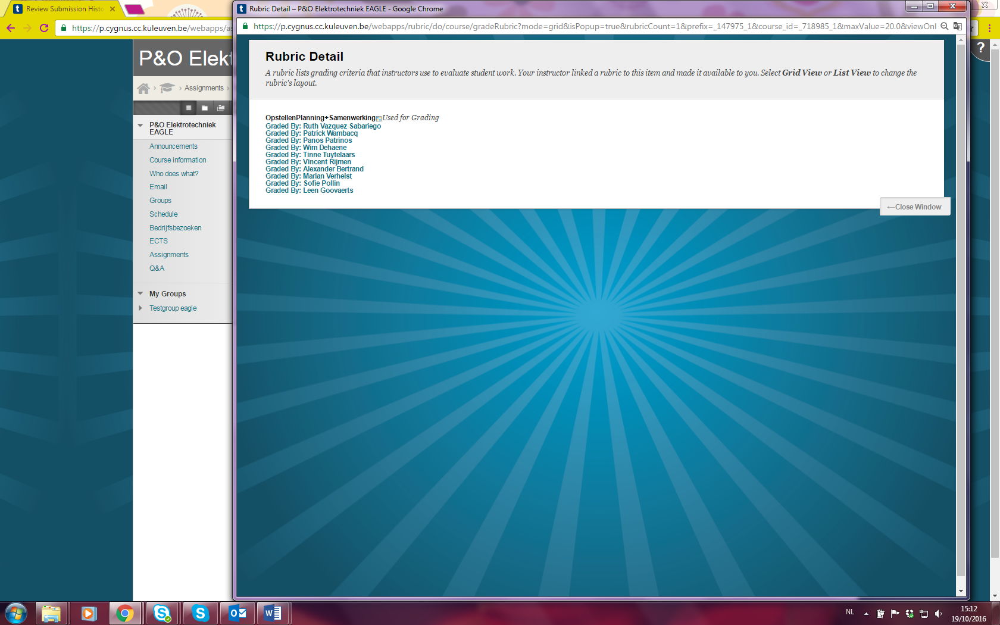 Review Submission Histo
Rubric Detail – P&O Elektrotechniek EAGLE - Google Chrome
https://p.cygnus.cc.kuleuven.be/webapps/as
https://p.cygnus.cc.kuleuven.be/webapps/rubric/do/course/gradeRubric?mode=grid&isPopup=true&rubricCount=1&prefix=_147975_1&course_id=_718985_1&maxValue=20.0&viewOnl
P&O Elekt
?
Assignments
P&O Elektrotechniek
EAGLE
Announcements
Course information
Who does what?
Email
Groups
Schedule
Bedrijfsbezoeken
ECTS
Assignments
Q&A
My Groups
Testgroup eagle
Rubric Detail
A rubric lists grading criteria that instructors use to evaluate student work. Your instructor linked a rubric to this item and made it available to you. Select Grid View or List View to change the
rubric's layout.
OpstellenPlanning+Samenwerking Used for Grading
Graded By: Ruth Vazquez Sabariego
Graded By: Patrick Wambacq
Graded By: Panos Patrinos
Graded By: Wim Dehaene
Graded By: Tinne Tuytelaars
Graded By: Vincent Rijmen
Graded By: Alexander Bertrand
Graded By: Marian Verhelst
Graded By: Sofie Pollin
Graded By: Leen Goovaerts
←Close Window
NL
15:12
19/10/2016